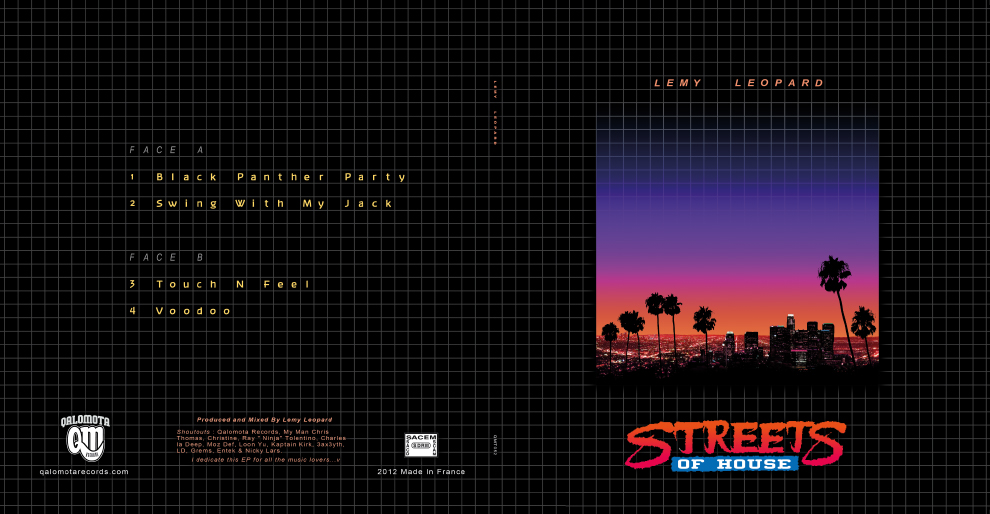 FACE A
1 Black Panther Party
2 Swing With My Jack
FACE B
3 Touch N Feel
4 Voodoo
QALOMOTA
QM
qalomotarecords.com
Produced and Mixed By Lemy Leopard
Shoutouts : Qalomota Records, My Man Chris
Thomas, Christine, Ray " Ninja" Tolentino, Charles
la Deep, Moz Def, Loon Yu, Kaptain Kirk, 3ax3yth,
LD, Grems, Entek & Nicky Lars
I dedicate this EP for all the music lovers...v
SACEM
SACEM
SDRM
SACEM
2012 Made In France
LEMY LEOPARD
LEMY LEOPARD
STREETS
OF HOUSE